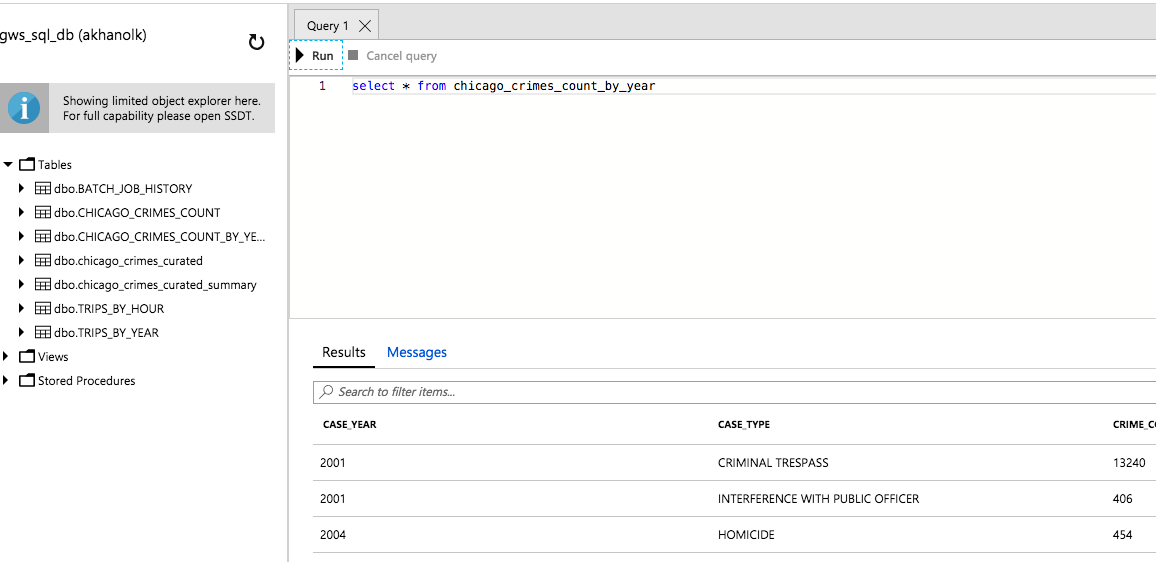 gws_sql_db (akhanolk)
Showing limited object explorer here.
For full capability please open SSDT.
Tables
dbo.BATCH_JOB_HISTORY
dbo.CHICAGO_CRIMES_COUNT
dbo.CHICAGO_CRIMES_COUNT_BY_YE...
dbo.chicago_crimes_curated
dbo.chicago_crimes_curated_summary
dbo.TRIPS_BY_HOUR
dbo.TRIPS_BY_YEAR
Views
Stored Procedures
Query 1
Run Cancel query
1 select * from chicago_crimes_count_by_year
Results Messages
Search to filter items...
CASE_YEAR CASE_TYPE CRIME_CO
2001 CRIMINAL TRESPASS 13240
2001 INTERFERENCE WITH PUBLIC OFFICER 406
2004 HOMICIDE 454